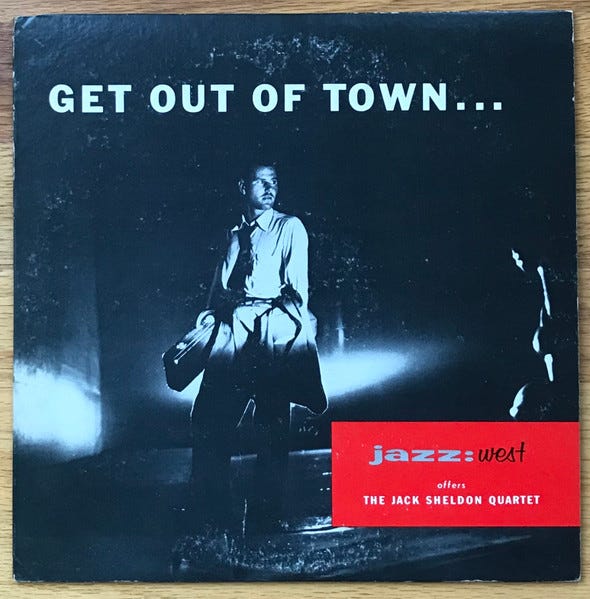 GET OUT OF TOWN...
jazz:west
offers
THE JACK SHELDON QUARTET